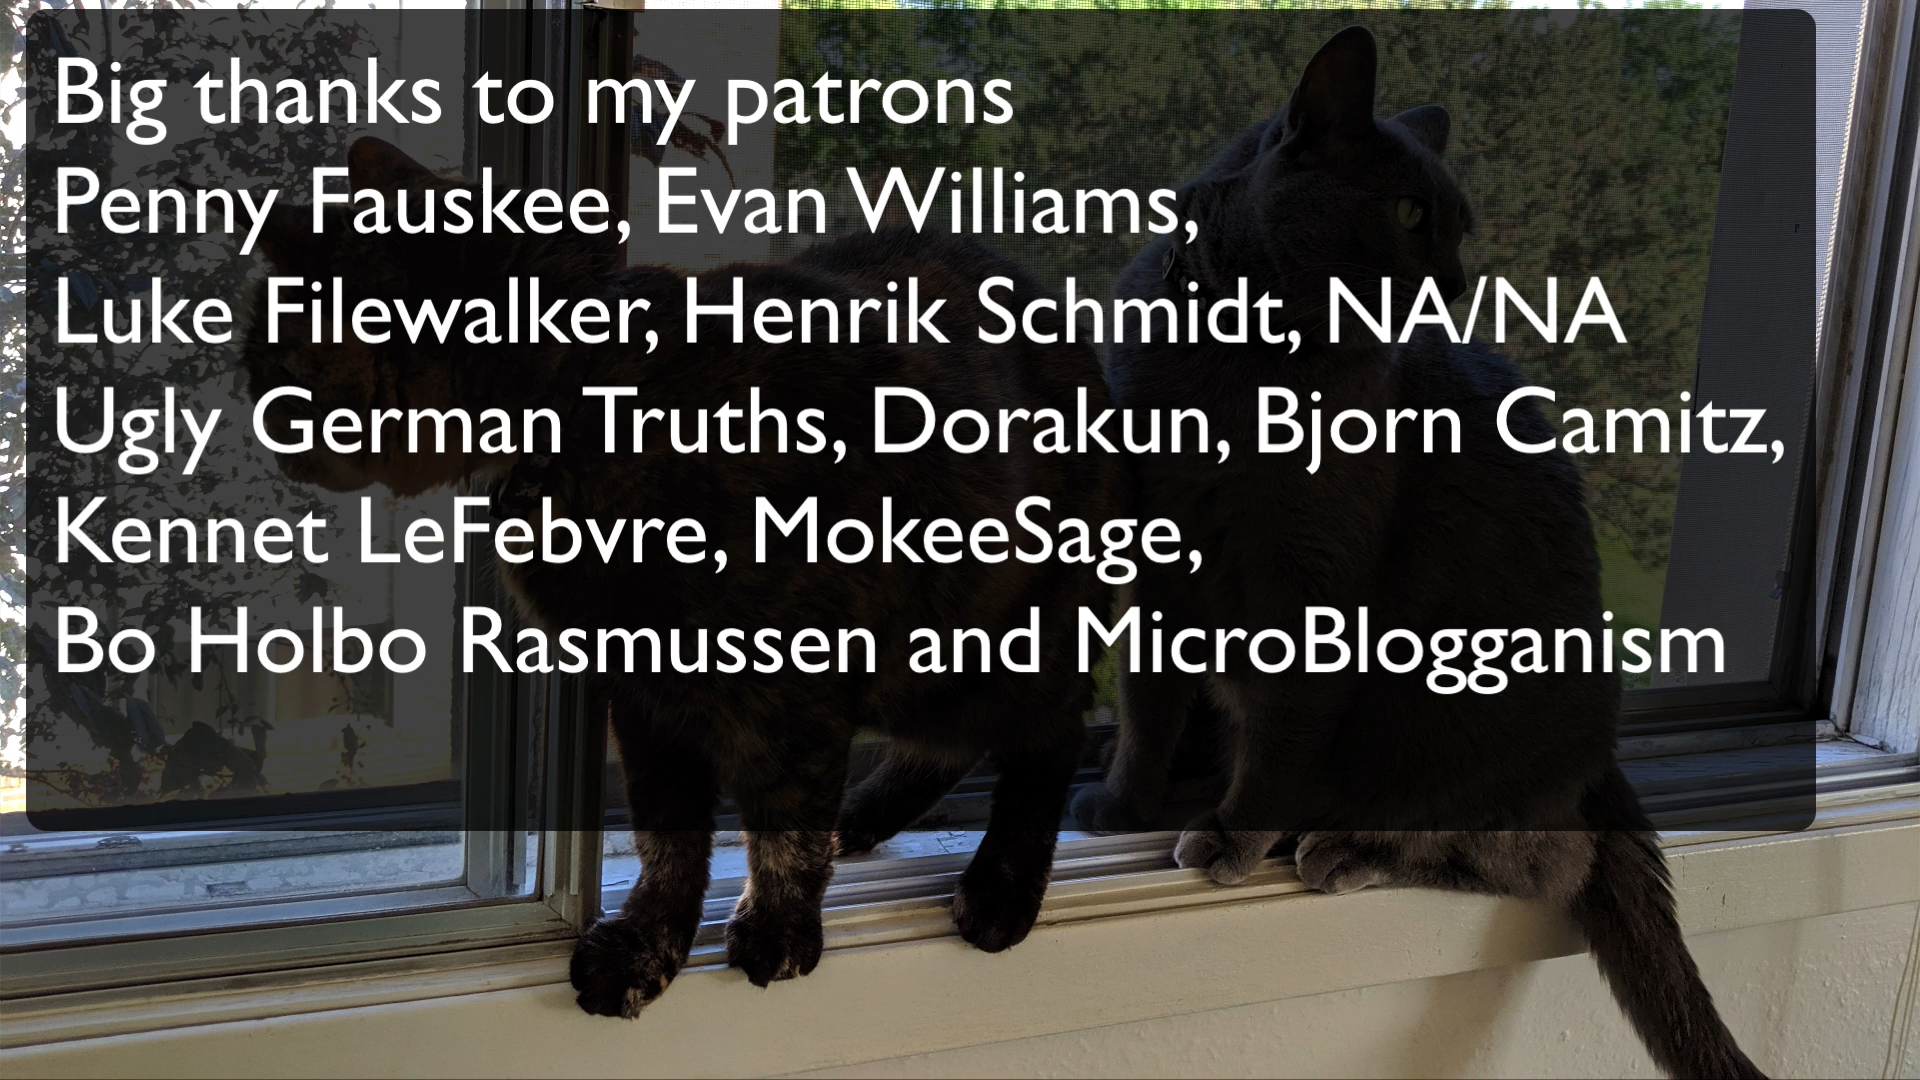 Big thanks to my patrons
Penny Fauskee, Evan Williams,
Luke Filewalker, Henrik Schmidt, NA/NA
Ugly German Truths, Dorakun, Bjorn Camitz,
Kennet LeFebvre, MokeeSage,
Bo Holbo Rasmussen and MicroBlogganism